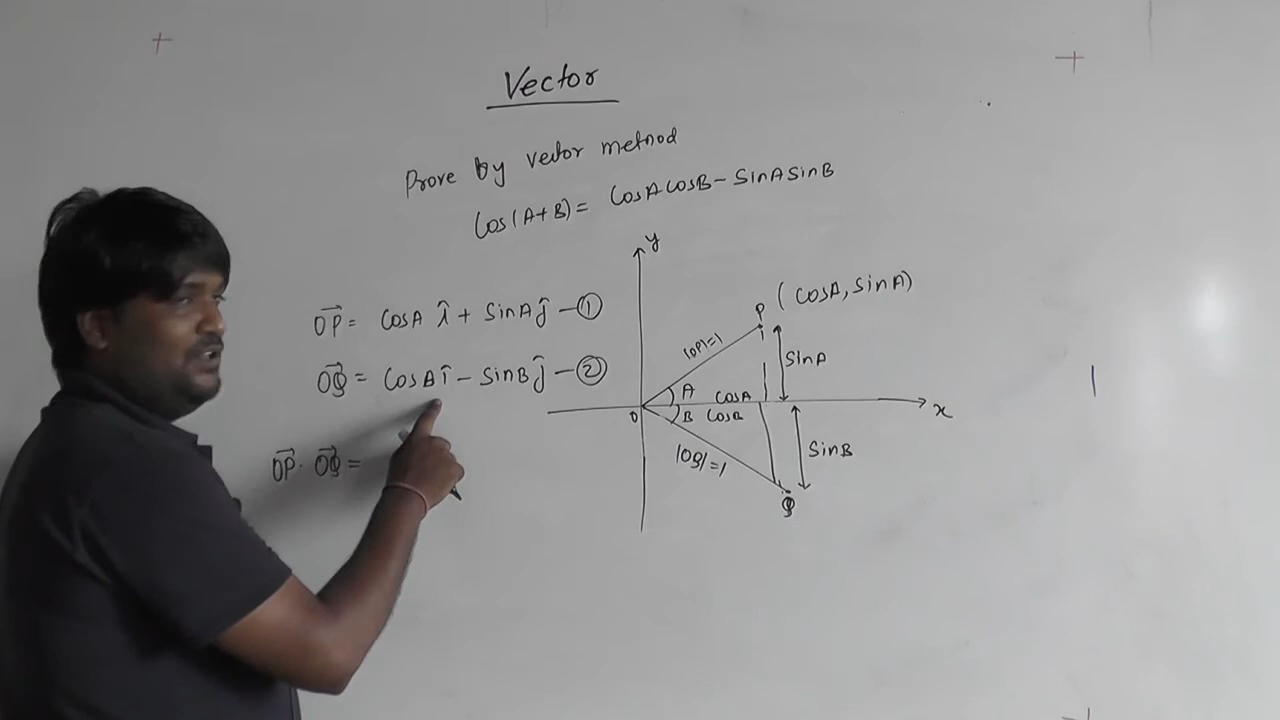 Vector
Prove by vector method
Cos(A+B) = CosA CosB - SinA SinB
y
P (CosA, SinA)
OP⃗ = CosA î + SinA ĵ - ①
|OP|=1
SinA
OQ⃗ = CosA î - SinB ĵ - ②
A CosA
O B CosB
x
OP⃗ . OQ⃗ =
|OQ|=1
SinB
Q